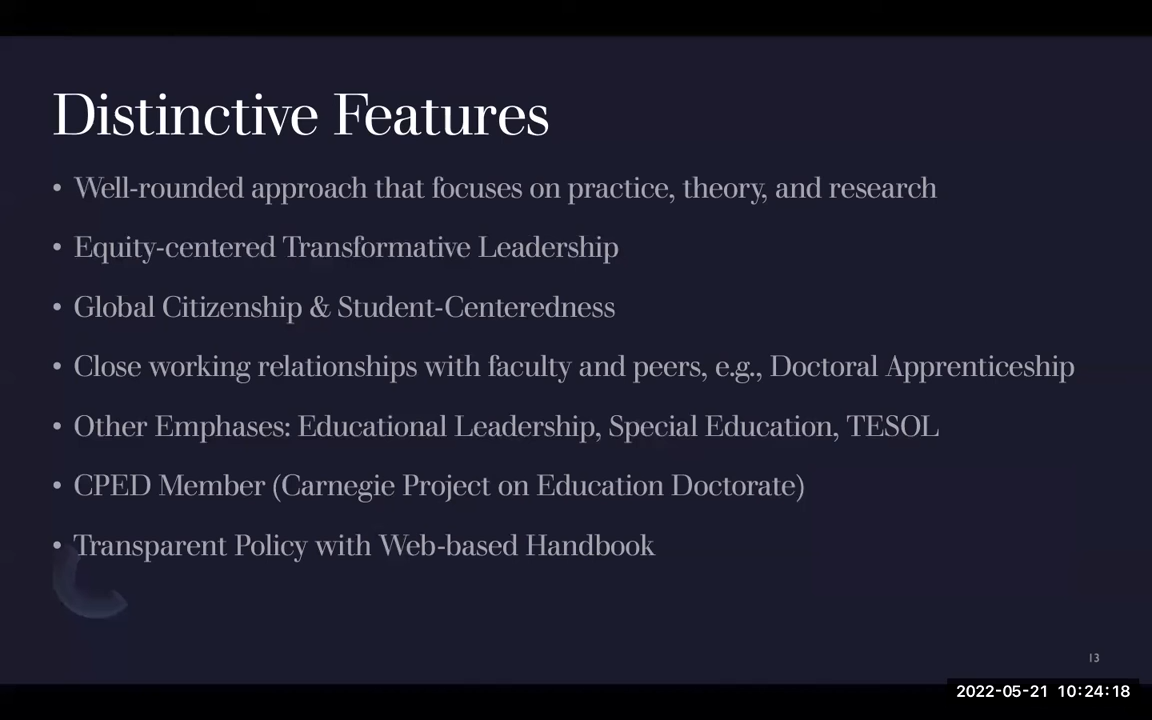 Distinctive Features
• Well-rounded approach that focuses on practice, theory, and research
• Equity-centered Transformative Leadership
• Global Citizenship & Student-Centeredness
• Close working relationships with faculty and peers, e.g., Doctoral Apprenticeship
• Other Emphases: Educational Leadership, Special Education, TESOL
• CPED Member (Carnegie Project on Education Doctorate)
• Transparent Policy with Web-based Handbook
13
2022-05-21 10:24:18